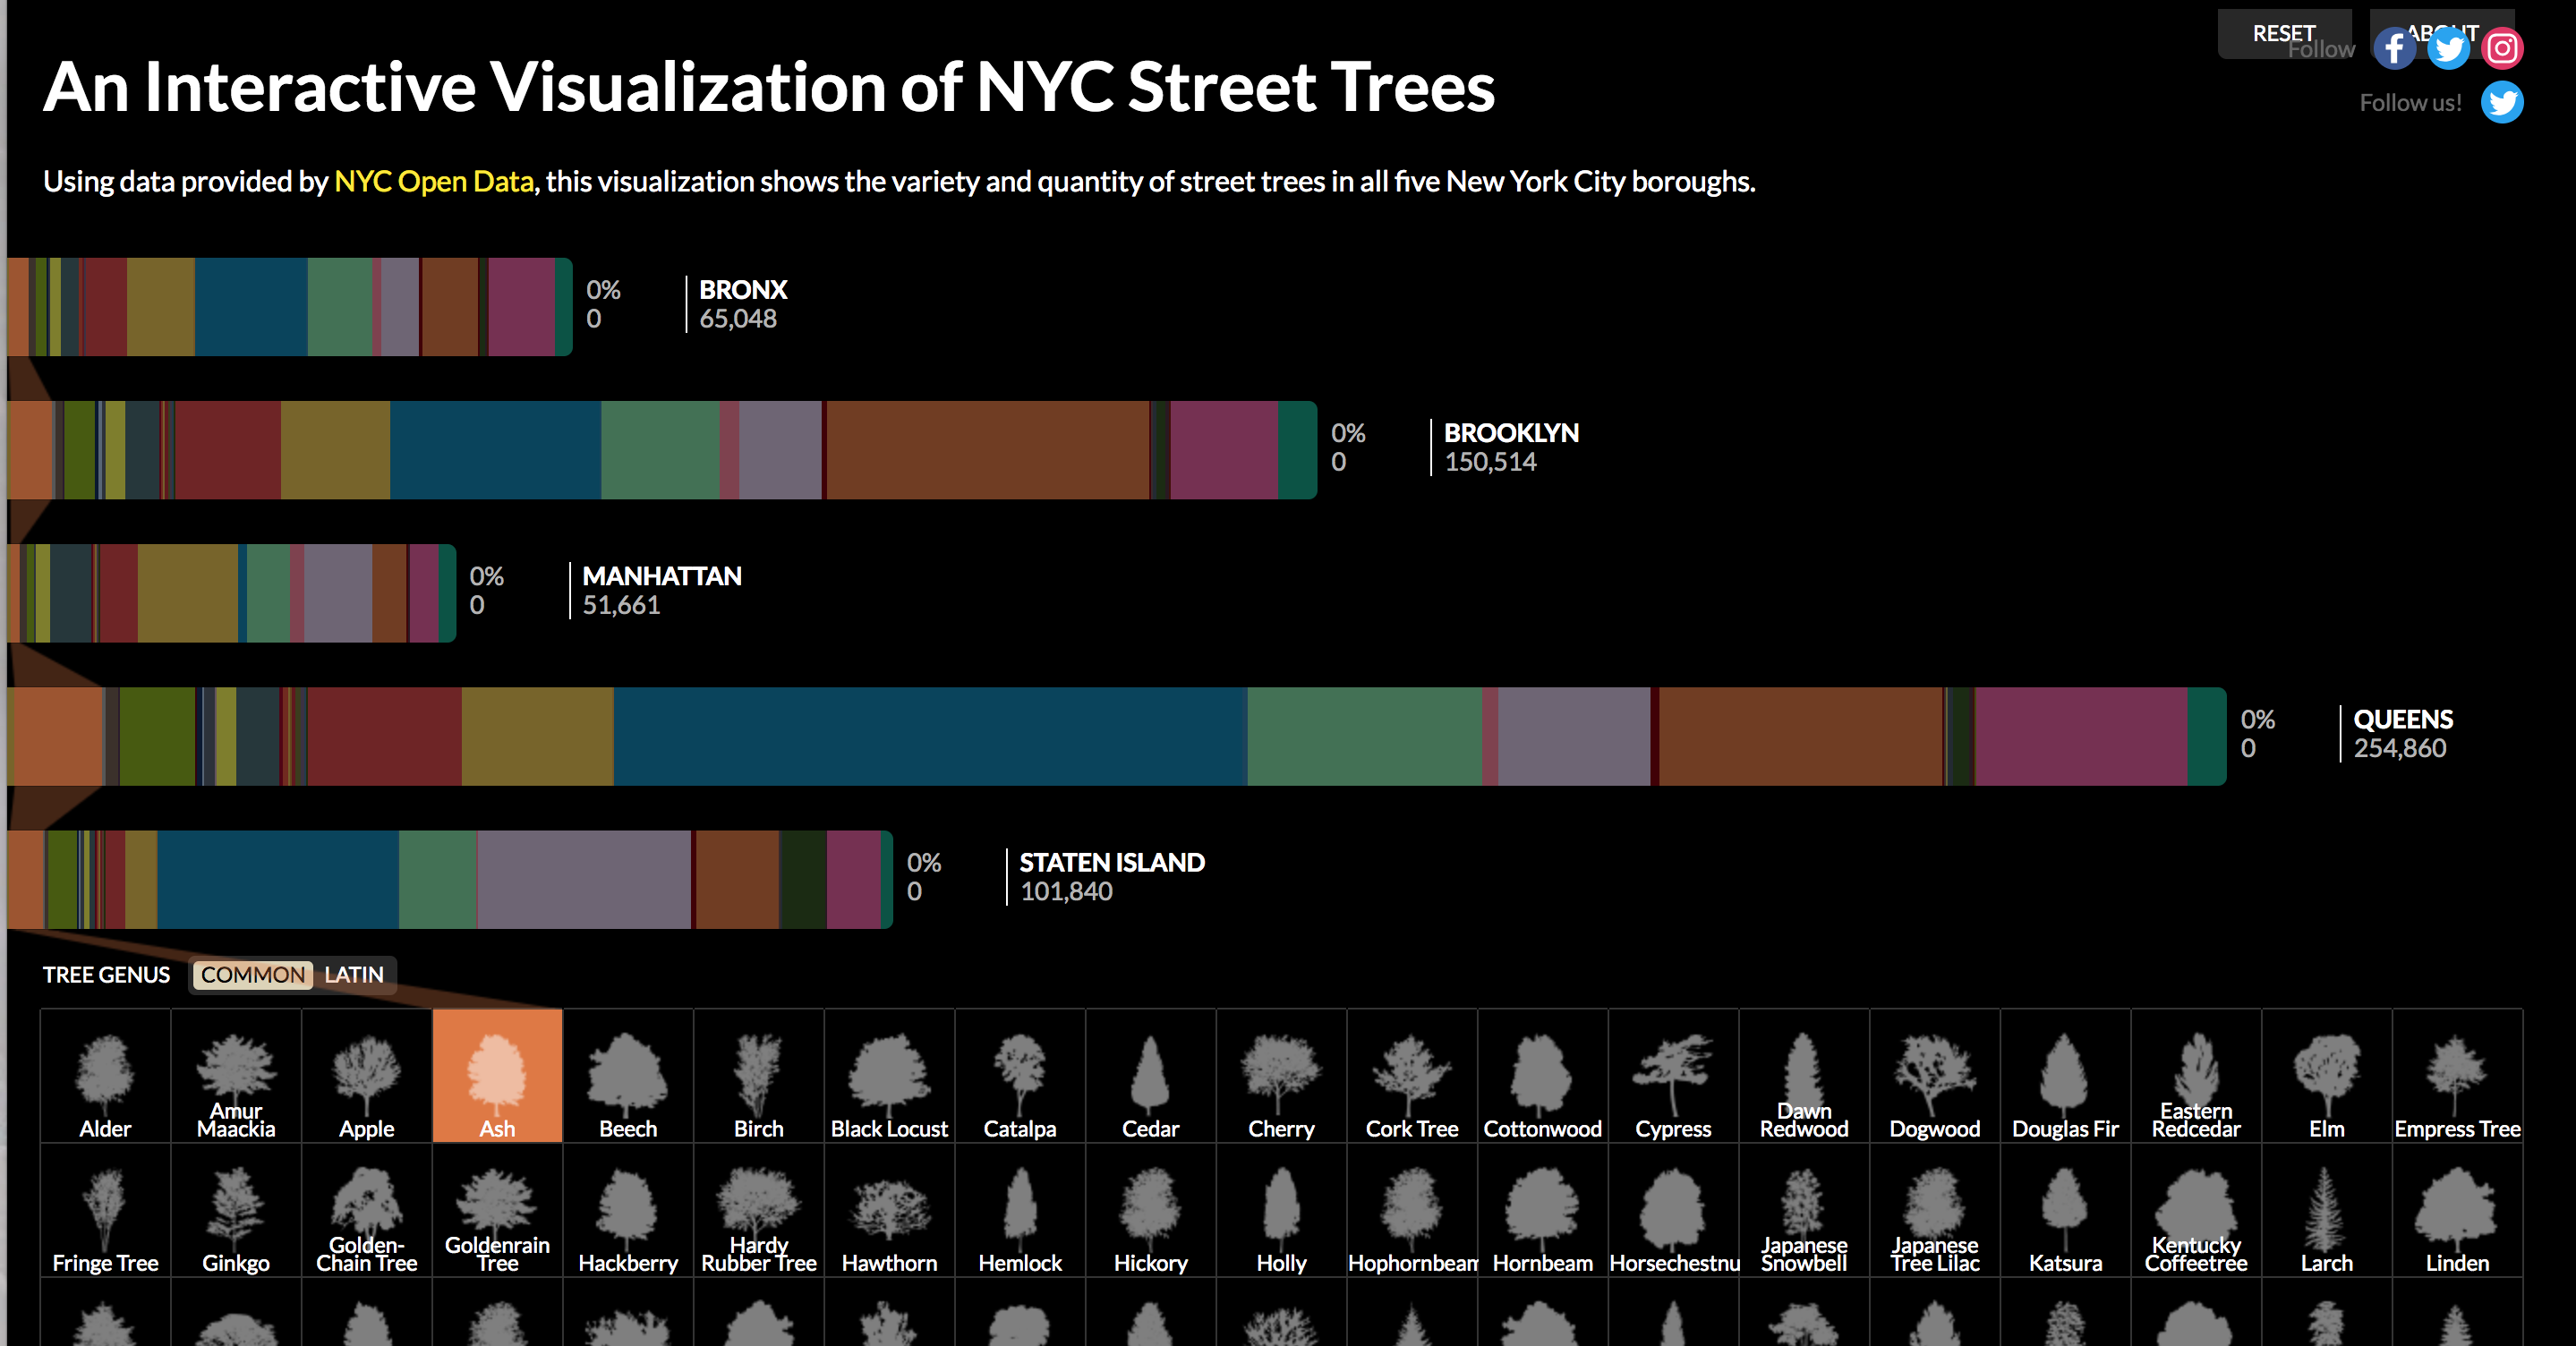 RESET
ABOUT
Follow
An Interactive Visualization of NYC Street Trees
Follow us!
Using data provided by NYC Open Data, this visualization shows the variety and quantity of street trees in all five New York City boroughs.
0%
0
BRONX
65,048
0%
0
BROOKLYN
150,514
0%
0
MANHATTAN
51,661
0%
0
QUEENS
254,860
0%
0
STATEN ISLAND
101,840
TREE GENUS COMMON LATIN
Alder
Amur
Maackia
Apple
Ash
Beech
Birch
Black Locust
Catalpa
Cedar
Cherry
Cork Tree
Cottonwood
Cypress
Dawn
Redwood
Dogwood
Douglas Fir
Eastern
Redcedar
Elm
Empress Tree
Fringe Tree
Ginkgo
Golden-
Chain Tree
Goldenrain
Tree
Hackberry
Hardy
Rubber Tree
Hawthorn
Hemlock
Hickory
Holly
Hophornbeam
Hornbeam
Horsechestnu
Japanese
Snowbell
Japanese
Tree Lilac
Katsura
Kentucky
Coffeetree
Larch
Linden